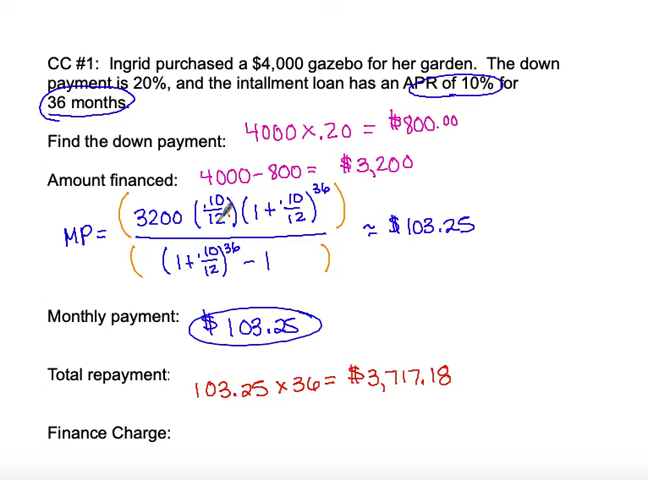 CC #1: Ingrid purchased a $4,000 gazebo for her garden. The down
payment is 20%, and the intallment loan has an APR of 10% for
36 months.
Find the down payment: 4000 x .20 = $800.00
Amount financed: 4000 - 800 = $3,200
MP = (3200 (.10/12)(1 + .10/12)^36) / ((1 + .10/12)^36 - 1) ≈ $103.25
Monthly payment: $103.25
Total repayment: 103.25 x 36 = $3,717.18
Finance Charge: